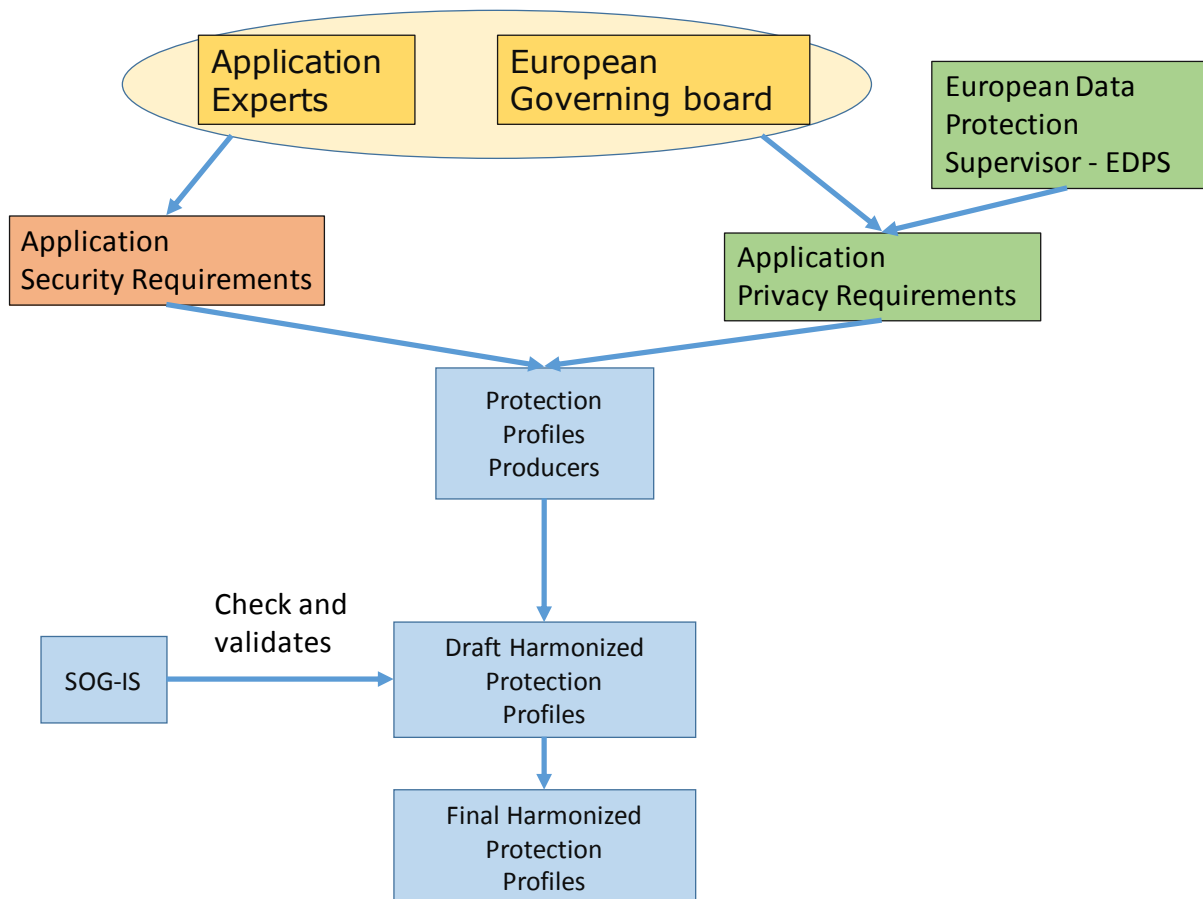 Application
Experts
European
Governing board
European Data
Protection
Supervisor - EDPS
Application
Security Requirements
Application
Privacy Requirements
Protection
Profiles
Producers
Check and
validates
SOG-IS
Draft Harmonized
Protection
Profiles
Final Harmonized
Protection
Profiles